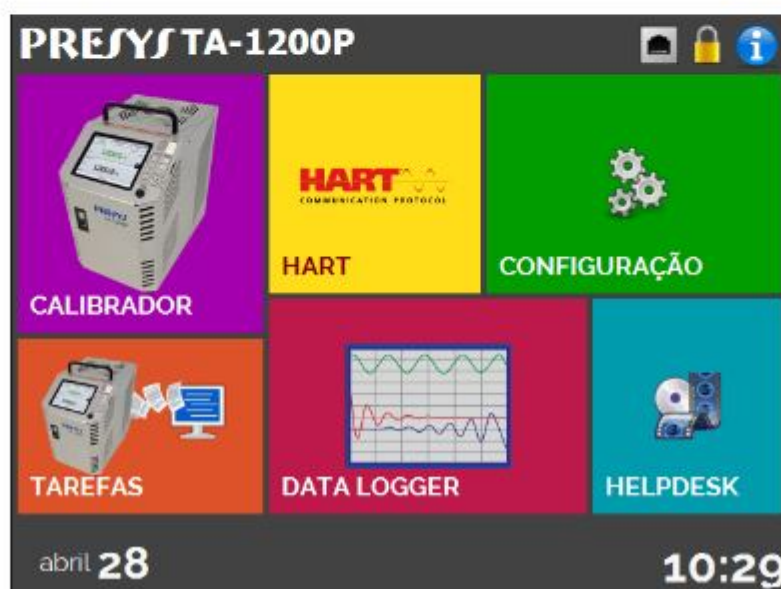 PRESYS TA-1200P
HART
COMMUNICATION PROTOCOL
CALIBRADOR
HART
CONFIGURAÇÃO
TAREFAS
DATA LOGGER
HELPDESK
abril 28
10:29